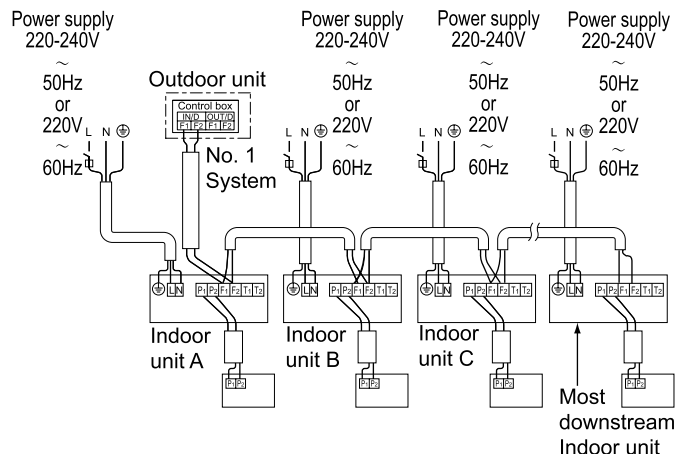 Power supply
220-240V
~
50Hz
or
220V
~
60Hz
L N
Outdoor unit
Control box
IN/D OUT/D
F1 F2 F1 F2
No. 1
System
Power supply
220-240V
~
50Hz
or
220V
~
60Hz
L N
Power supply
220-240V
~
50Hz
or
220V
~
60Hz
L N
Power supply
220-240V
~
50Hz
or
220V
~
60Hz
L N
L N
P1 P2 F1 F2 T1 T2
Indoor
unit A
P1 P2
L N
P1 P2 F1 F2 T1 T2
Indoor
unit B
P1 P2
L N
P1 P2 F1 F2 T1 T2
Indoor
unit C
P1 P2
L N
P1 P2 F1 F2 T1 T2
Most
downstream
Indoor unit
P1 P2